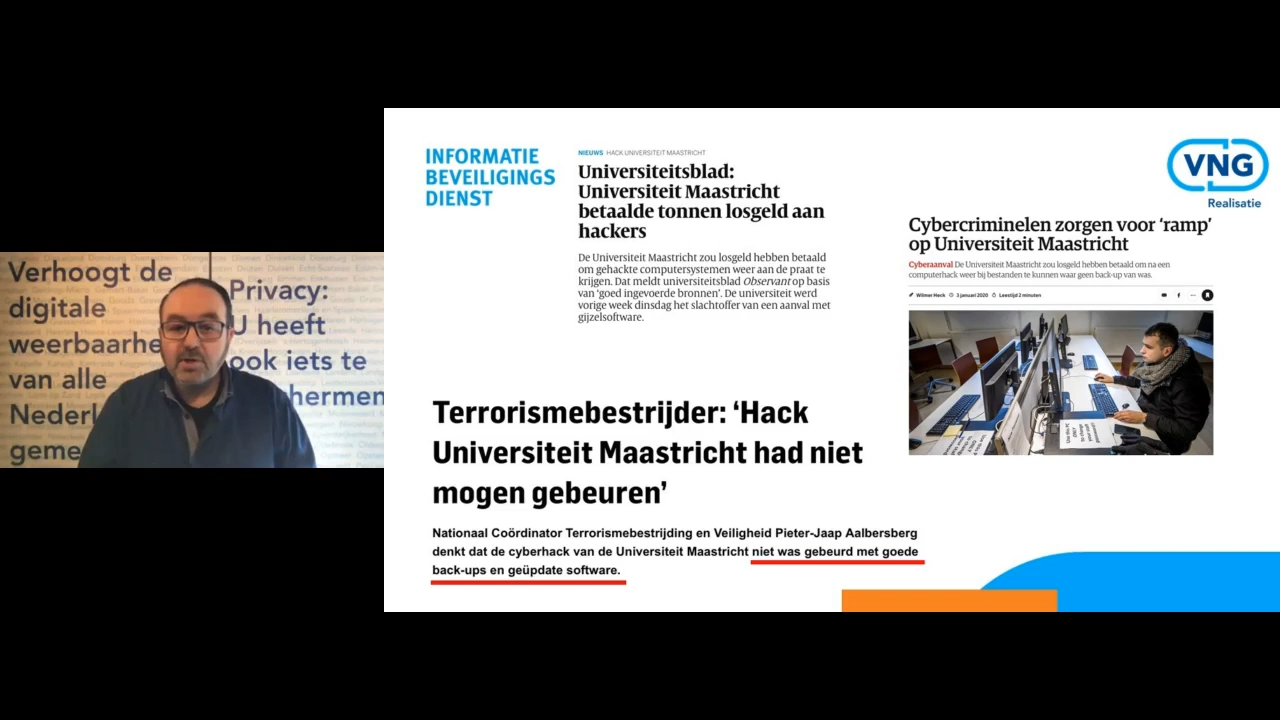 Verhoogt de
digitale
weerbaarhe
van alle
Nederl
geme
Privacy:
U heeft
ook iets te
hermen
INFORMATIE
BEVEILIGINGS
DIENST
NIEUWS HACK UNIVERSITEIT MAASTRICHT
Universiteitsblad:
Universiteit Maastricht
betaalde tonnen losgeld aan
hackers
De Universiteit Maastricht zou losgeld hebben betaald
om gehackte computersystemen weer aan de praat te
krijgen. Dat meldt universiteitsblad Observant op basis
van ‘goed ingevoerde bronnen’. De universiteit werd
vorige week dinsdag het slachtoffer van een aanval met
gijzelsoftware.
VNG
Realisatie
Cybercriminelen zorgen voor ‘ramp’
op Universiteit Maastricht
Cyberaanval De Universiteit Maastricht zou losgeld hebben betaald om na een
computerhack weer bij bestanden te kunnen waar geen back-up van was.
Wilmer Heck 3 januari 2020 Leestijd 2 minuten
Terrorismebestrijder: ‘Hack
Universiteit Maastricht had niet
mogen gebeuren’
Nationaal Coördinator Terrorismebestrijding en Veiligheid Pieter-Jaap Aalbersberg
denkt dat de cyberhack van de Universiteit Maastricht niet was gebeurd met goede
back-ups en geüpdate software.